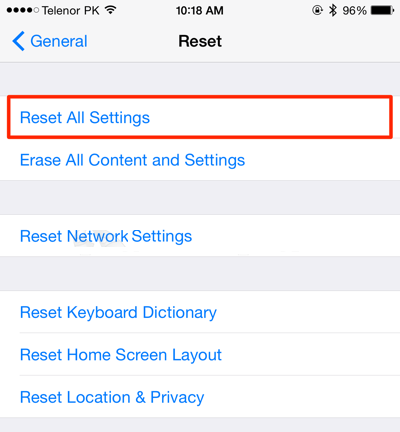 Telenor PK 10:18 AM 96%
General Reset
Reset All Settings
Erase All Content and Settings
Reset Network Settings
Reset Keyboard Dictionary
Reset Home Screen Layout
Reset Location & Privacy